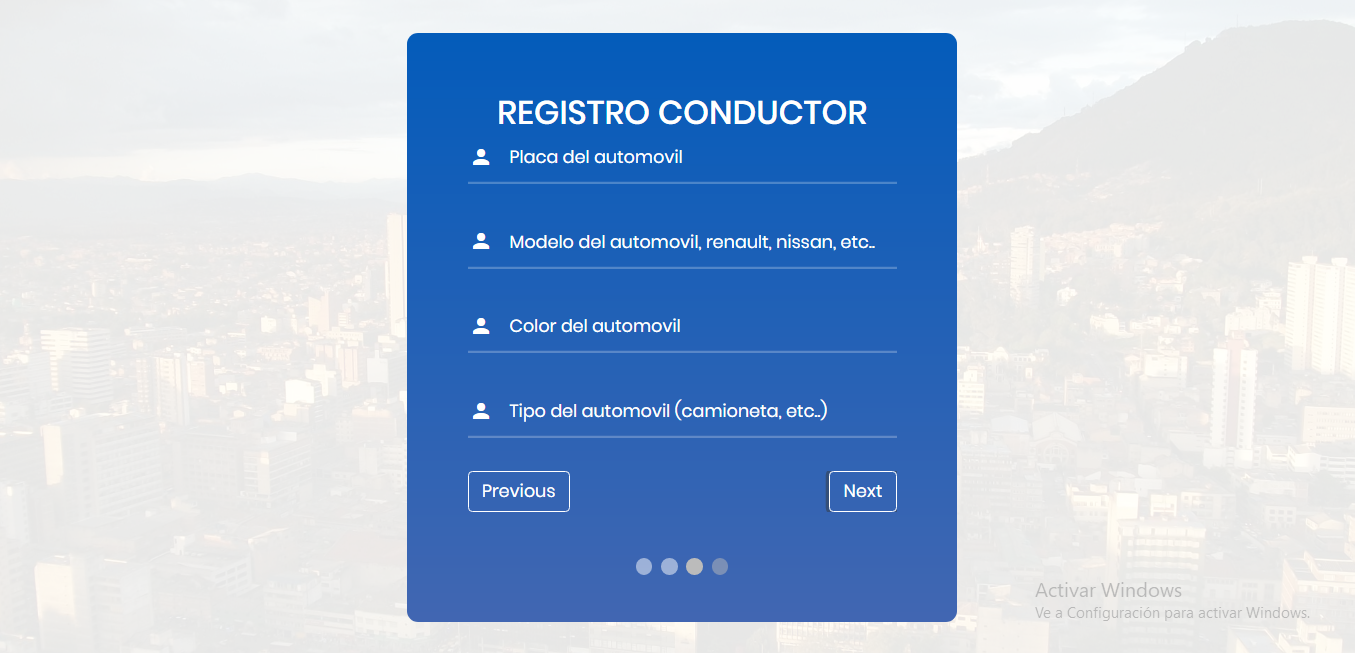 REGISTRO CONDUCTOR
Placa del automovil
Modelo del automovil, renault, nissan, etc..
Color del automovil
Tipo del automovil (camioneta, etc..)
Previous
Next
Activar Windows
Ve a Configuración para activar Windows.